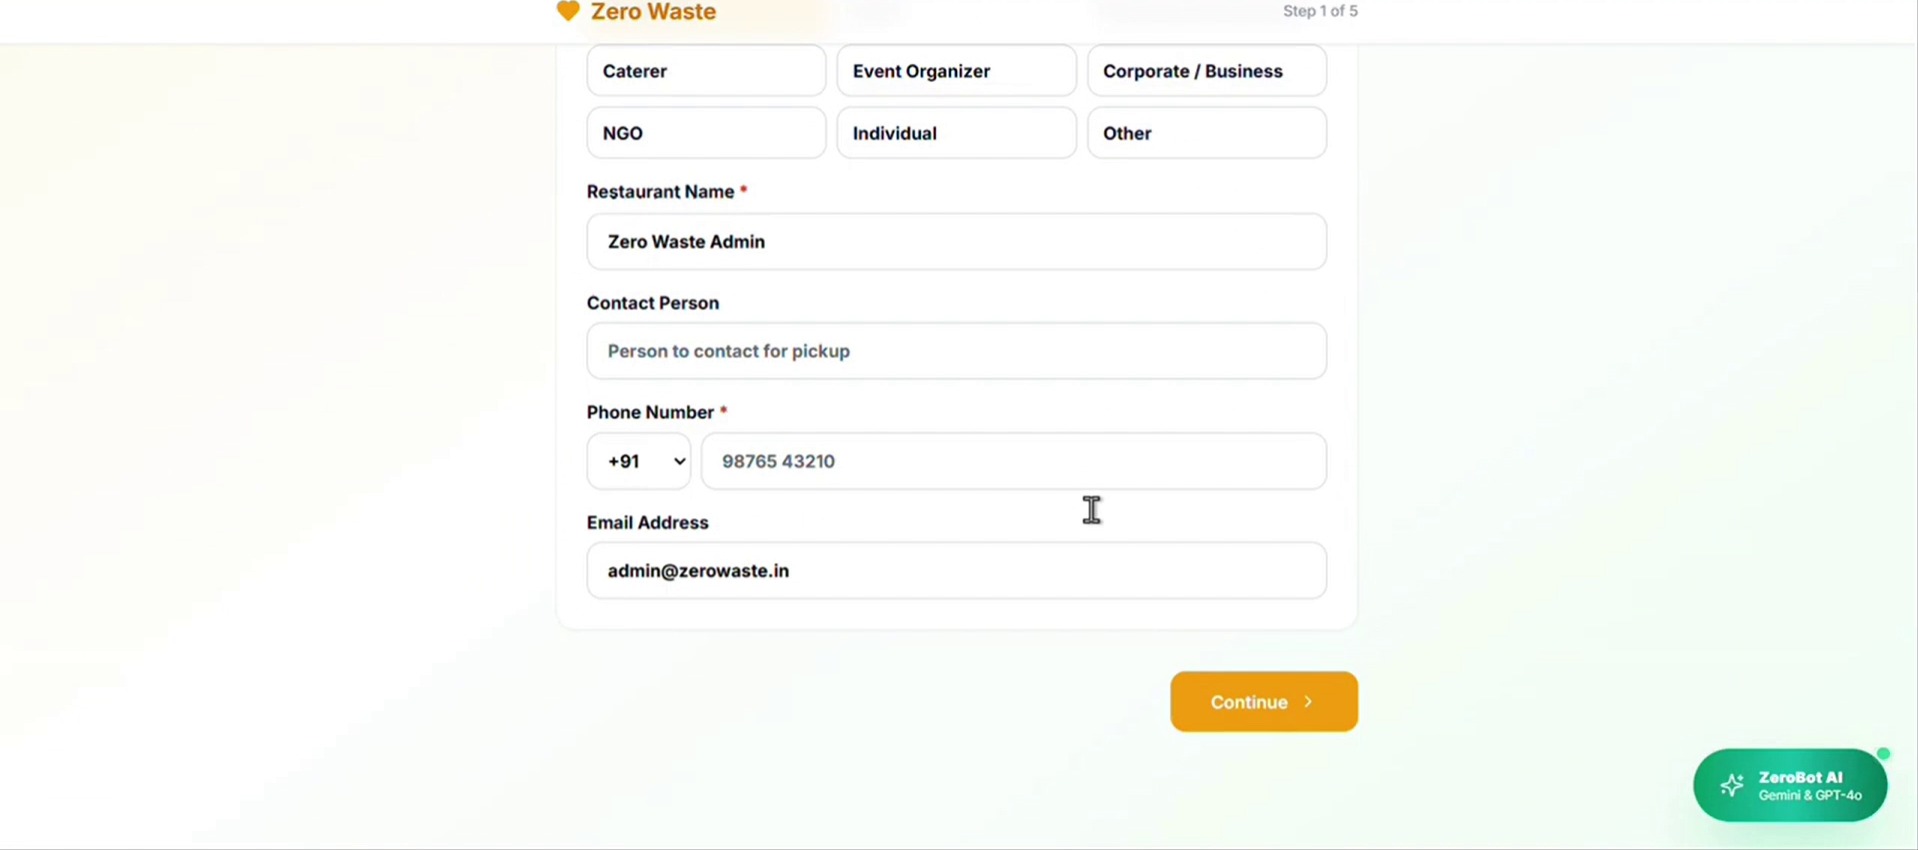 Zero Waste
Step 1 of 5
Caterer
Event Organizer
Corporate / Business
NGO
Individual
Other
Restaurant Name *
Zero Waste Admin
Contact Person
Person to contact for pickup
Phone Number *
+91
98765 43210
Email Address
admin@zerowaste.in
Continue
ZeroBot AI
Gemini & GPT-4o